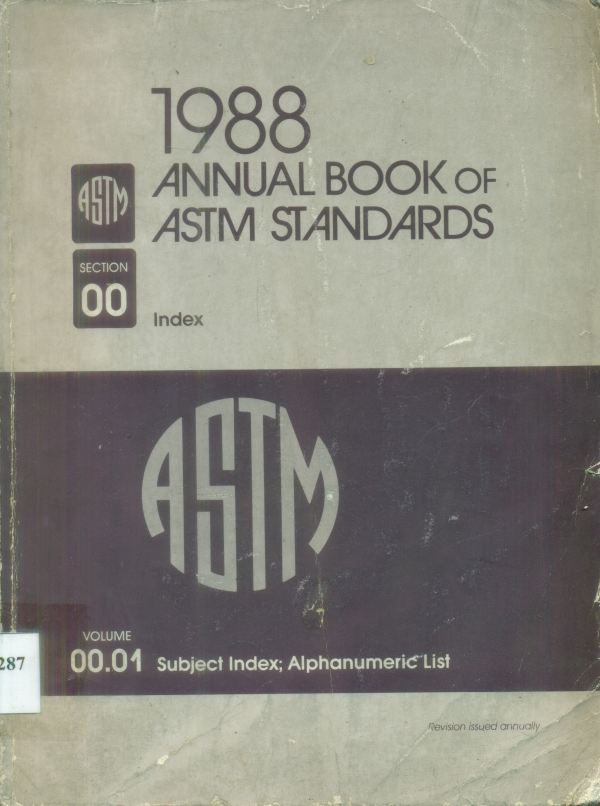 1988
ANNUAL BOOK OF
ASTM STANDARDS
ASTM
SECTION
00
Index
ASTM
VOLUME
00.01 Subject Index; Alphanumeric List
287
Revision issued annually